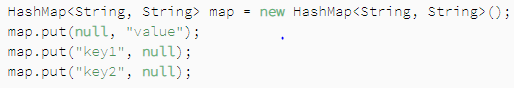 HashMap<String, String> map = new HashMap<String, String>();
map.put(null, "value");
map.put("key1", null);
map.put("key2", null);